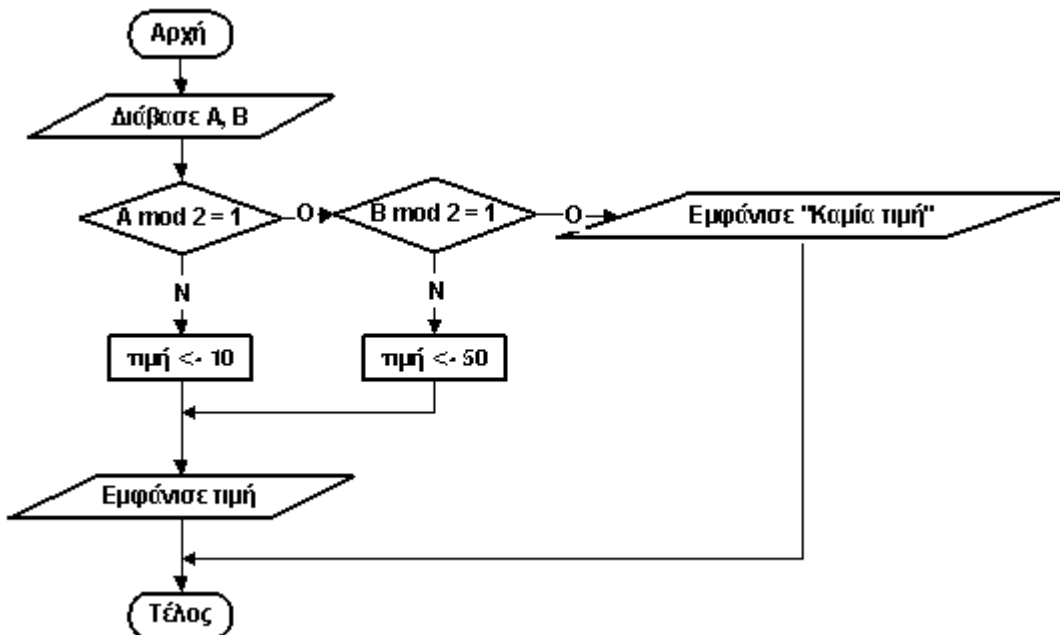 Αρχή
Διάβασε Α, Β
A mod 2 = 1
Ο
B mod 2 = 1
Ο
Εμφάνισε "Καμία τιμή"
Ν
Ν
τιμή <- 10
τιμή <- 50
Εμφάνισε τιμή
Τέλος